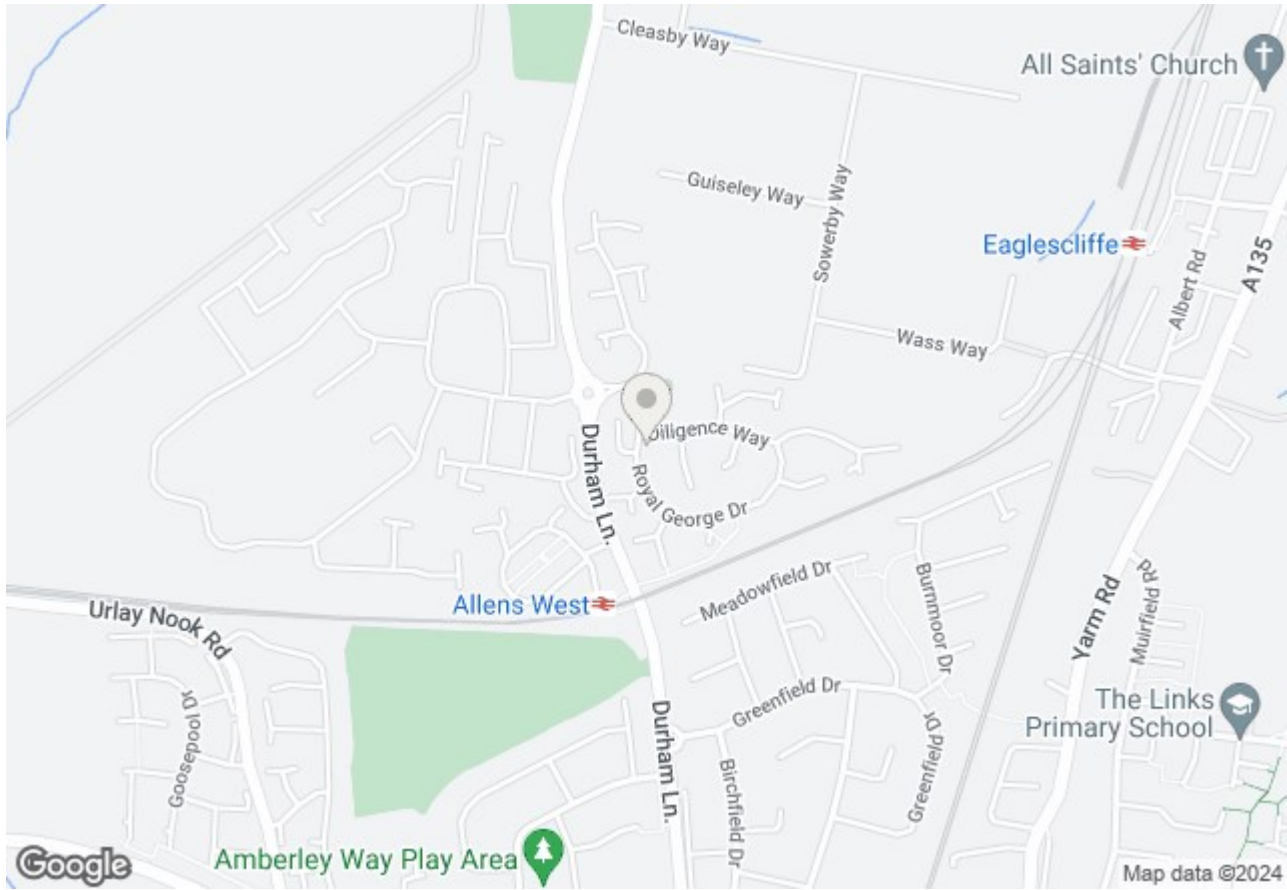 Cleasby Way
All Saints' Church
Guiseley Way
Sowerby Way
Eaglescliffe
Albert Rd
A135
Wass Way
Diligence Way
Durham Ln.
Royal George Dr
Allens West
Meadowfield Dr
Burnmoor Dr
Urlay Nook Rd
Yarm Rd
Muirfield Rd
Goosepool Dr
Greenfield Dr
The Links
Primary School
Durham Ln.
Birchfield Dr
Greenfield Dr
Amberley Way Play Area
Google
Map data ©2024